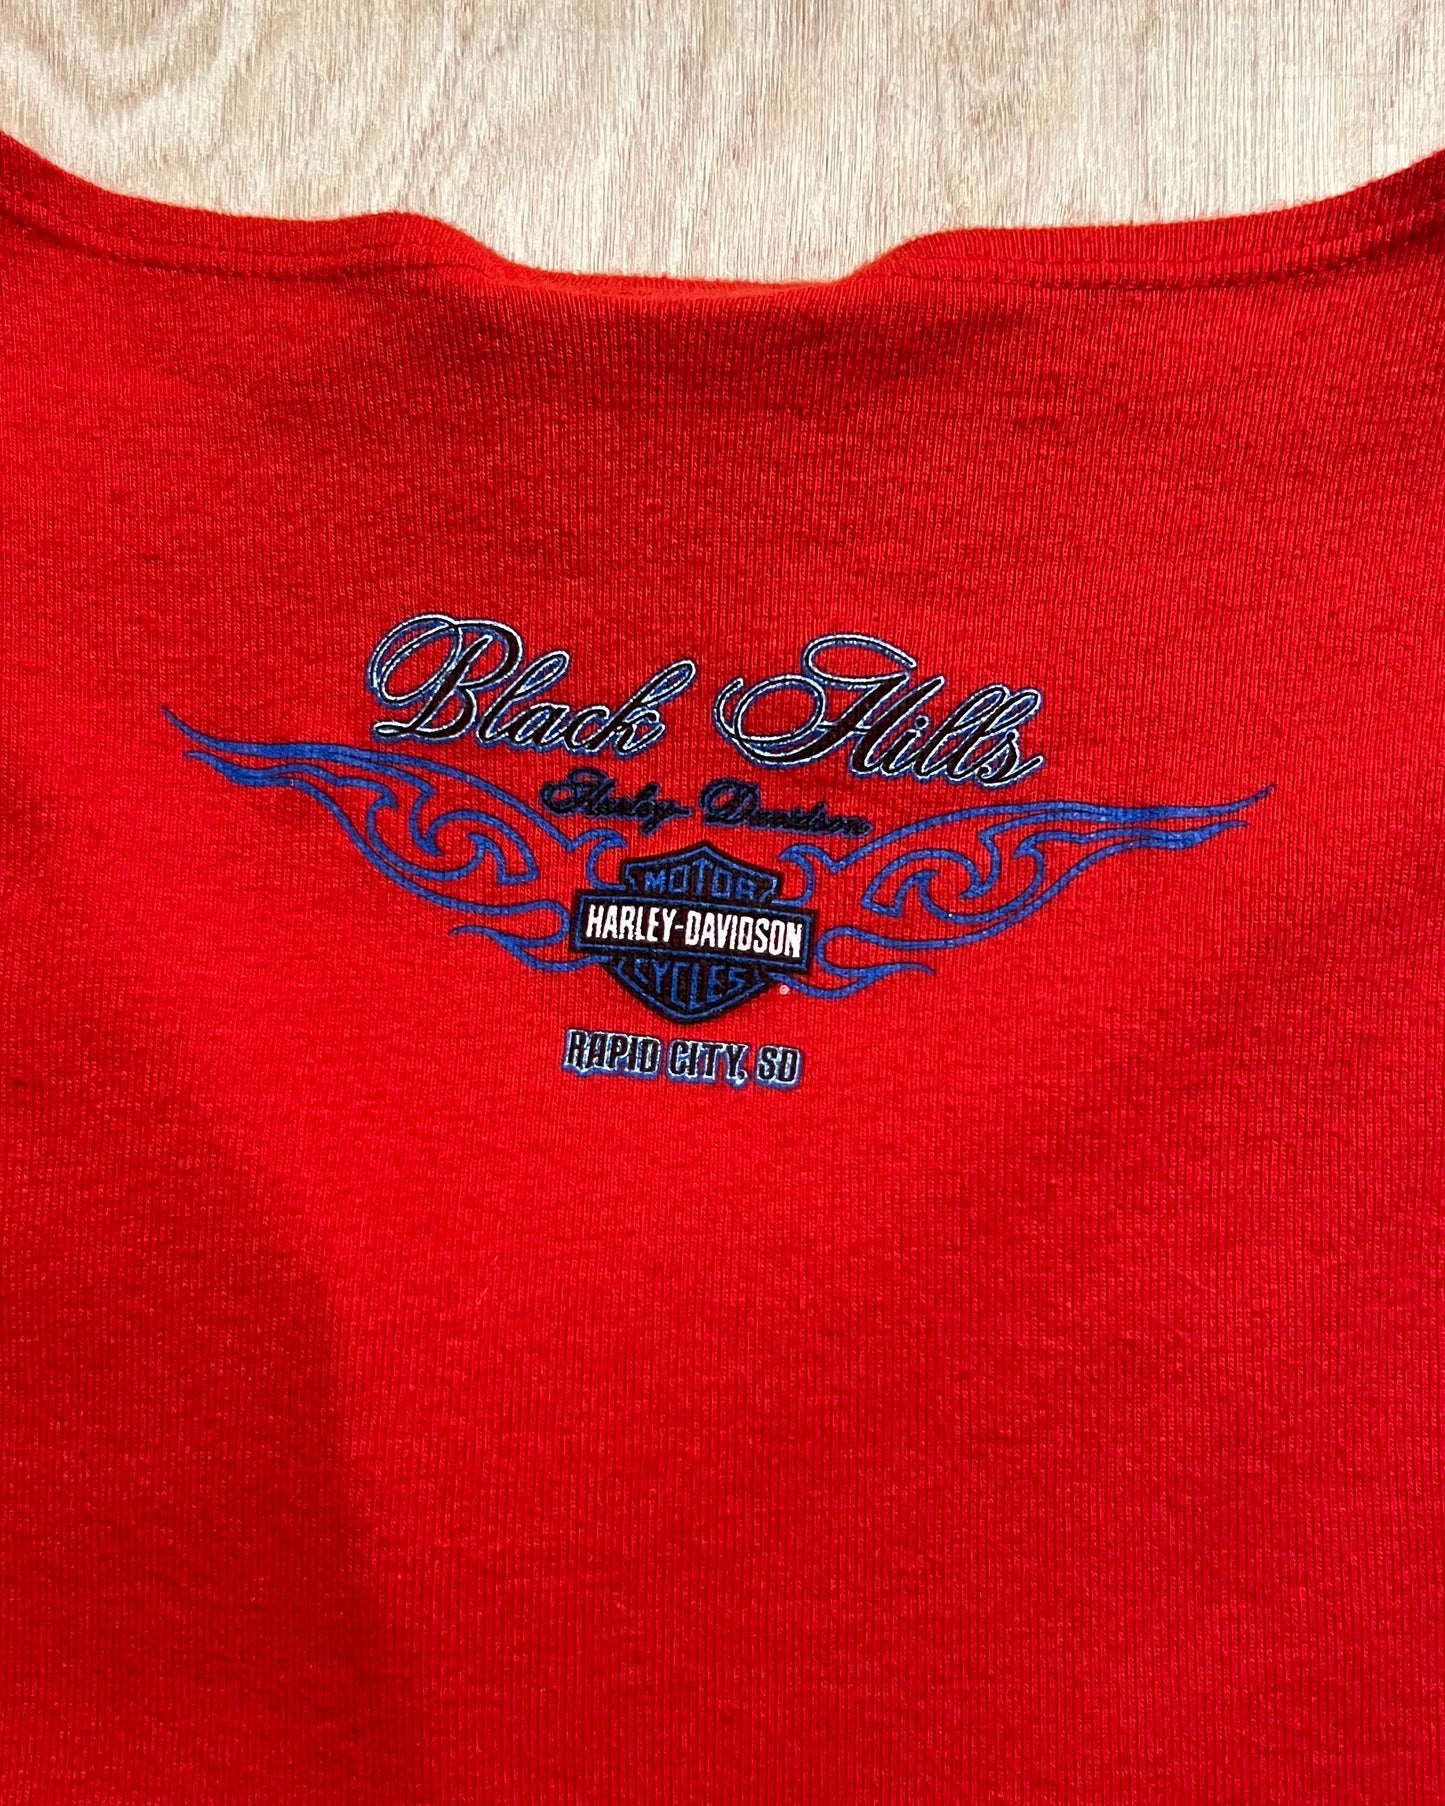 Black Hills
Harley-Davidson
MOTOR
HARLEY-DAVIDSON
CYCLES
RAPID CITY, SD